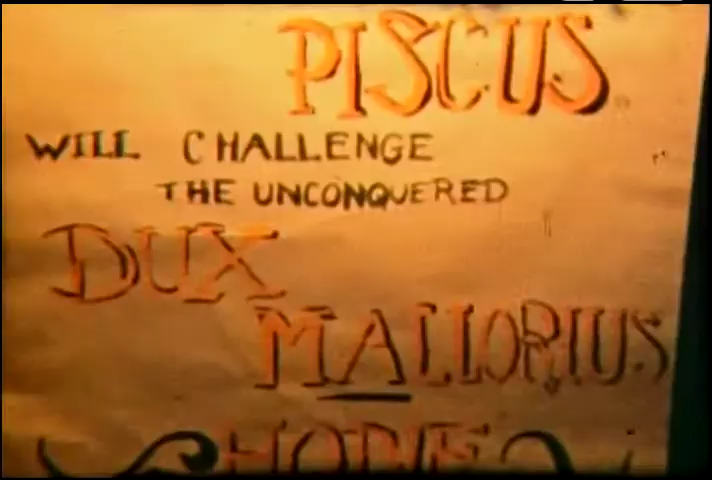 PISCUS
WILL CHALLENGE
THE UNCONQUERED
DUX
MALLORIUS